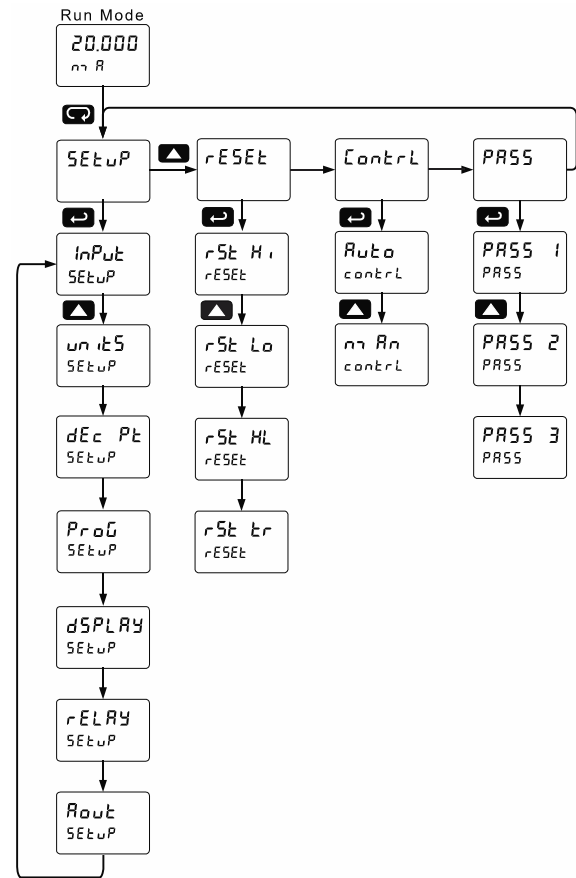 Run Mode
20.000
m A
SEtuP
InPut
SEtuP
unitS
SEtuP
dEc Pt
SEtuP
ProG
SEtuP
dSPLAY
SEtuP
rELAY
SEtuP
Aout
SEtuP
rESEt
rSt Hi
rESEt
rSt Lo
rESEt
rSt HL
rESEt
rSt tr
rESEt
ContrL
Auto
contrL
mAn
contrL
PASS
PASS 1
PASS
PASS 2
PASS
PASS 3
PASS